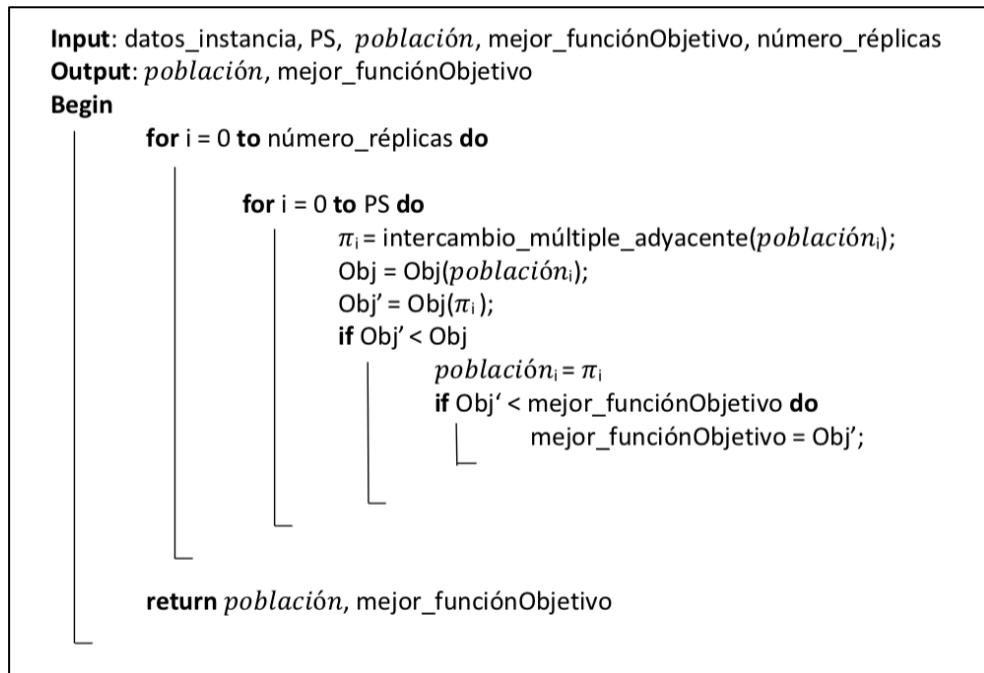 Input: datos_instancia, PS, población, mejor_funciónObjetivo, número_réplicas
Output: población, mejor_funciónObjetivo
Begin
for i = 0 to número_réplicas do
for i = 0 to PS do
πᵢ = intercambio_múltiple_adyacente(poblaciónᵢ);
Obj = Obj(poblaciónᵢ);
Obj’ = Obj(πᵢ);
if Obj’ < Obj
poblaciónᵢ = πᵢ
if Obj‘ < mejor_funciónObjetivo do
mejor_funciónObjetivo = Obj’;
return población, mejor_funciónObjetivo